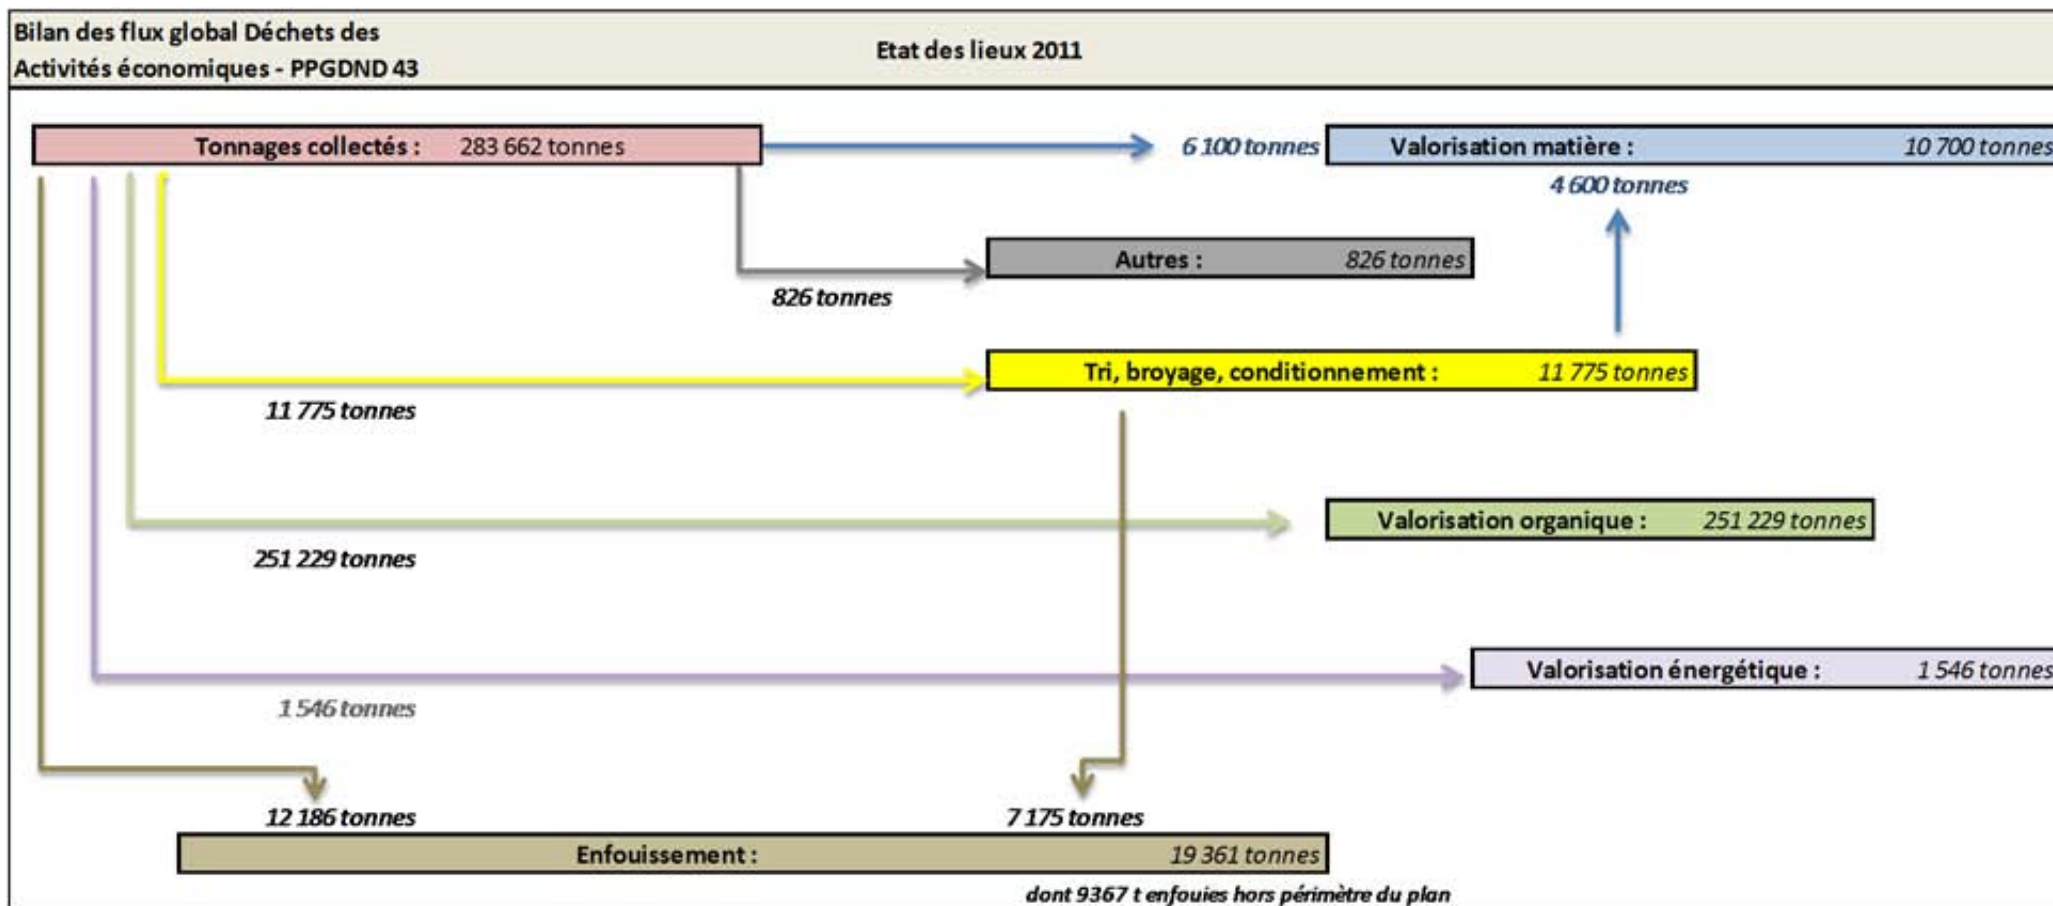 Bilan des flux global Déchets des
Activités économiques - PPGDND 43
Etat des lieux 2011
Tonnages collectés : 283 662 tonnes
6 100 tonnes
Valorisation matière : 10 700 tonnes
4 600 tonnes
Autres : 826 tonnes
826 tonnes
Tri, broyage, conditionnement : 11 775 tonnes
11 775 tonnes
Valorisation organique : 251 229 tonnes
251 229 tonnes
Valorisation énergétique : 1 546 tonnes
1 546 tonnes
12 186 tonnes
7 175 tonnes
Enfouissement : 19 361 tonnes
dont 9367 t enfouies hors périmètre du plan